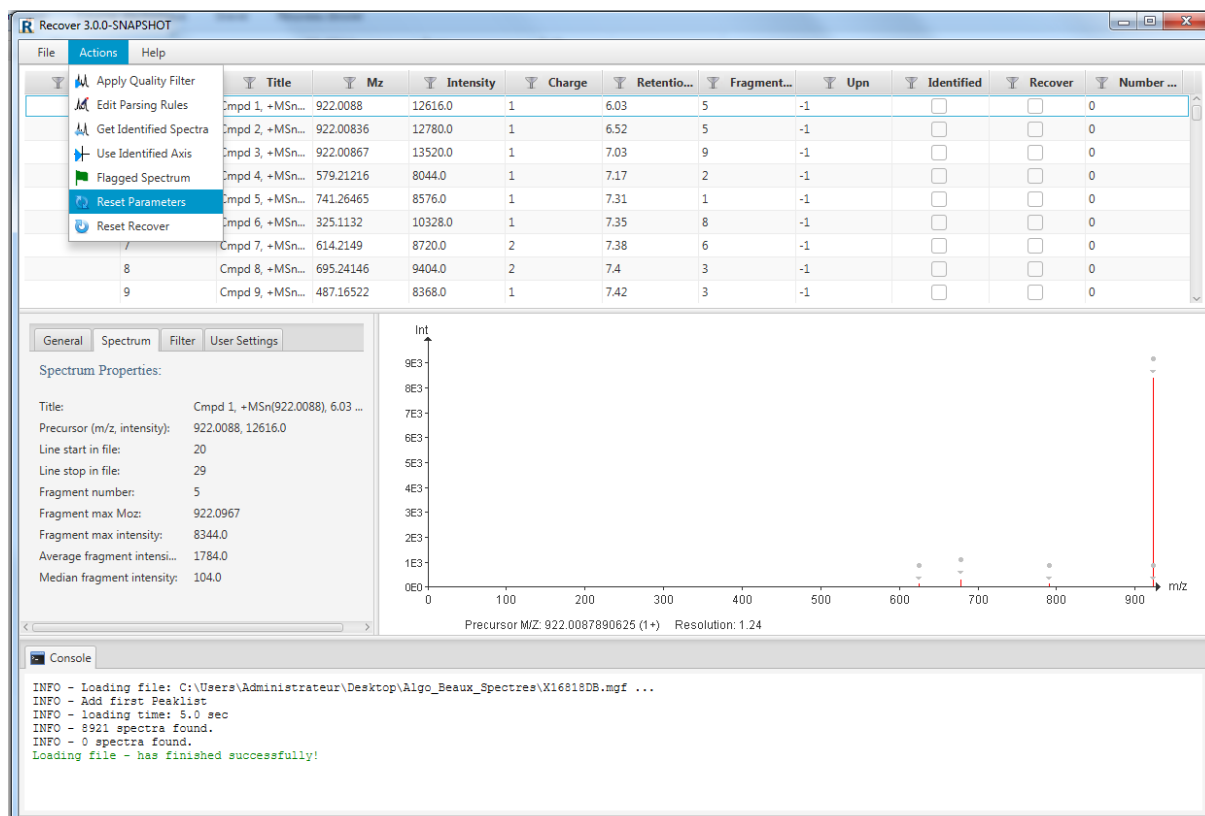 Recover 3.0.0-SNAPSHOT
File Actions Help
Title Mz Intensity Charge Retentio... Fragment... Upn Identified Recover Number ...
Apply Quality Filter
Edit Parsing Rules
Get Identified Spectra
Use Identified Axis
Flagged Spectrum
Reset Parameters
Reset Recover
Cmpd 1, +MSn... 922.0088 12616.0 1 6.03 5 -1 0
Cmpd 2, +MSn... 922.00836 12780.0 1 6.52 5 -1 0
Cmpd 3, +MSn... 922.00867 13520.0 1 7.03 9 -1 0
Cmpd 4, +MSn... 579.21216 8044.0 1 7.17 2 -1 0
Cmpd 5, +MSn... 741.26465 8576.0 1 7.31 1 -1 0
Cmpd 6, +MSn... 325.1132 10328.0 1 7.35 8 -1 0
7 Cmpd 7, +MSn... 614.2149 8720.0 2 7.38 6 -1 0
8 Cmpd 8, +MSn... 695.24146 9404.0 2 7.4 3 -1 0
9 Cmpd 9, +MSn... 487.16522 8368.0 1 7.42 3 -1 0
General Spectrum Filter User Settings
Spectrum Properties:
Title: Cmpd 1, +MSn(922.0088), 6.03 ...
Precursor (m/z, intensity): 922.0088, 12616.0
Line start in file: 20
Line stop in file: 29
Fragment number: 5
Fragment max Moz: 922.0967
Fragment max intensity: 8344.0
Average fragment intensi... 1784.0
Median fragment intensity: 104.0
Int
9E3
8E3
7E3
6E3
5E3
4E3
3E3
2E3
1E3
0E0
0 100 200 300 400 500 600 700 800 900 m/z
Precursor M/Z: 922.0087890625 (1+) Resolution: 1.24
Console
INFO - Loading file: C:\Users\Administrateur\Desktop\Algo_Beaux_Spectres\X16818DB.mgf ...
INFO - Add first Peaklist
INFO - loading time: 5.0 sec
INFO - 8921 spectra found.
INFO - 0 spectra found.
Loading file - has finished successfully!